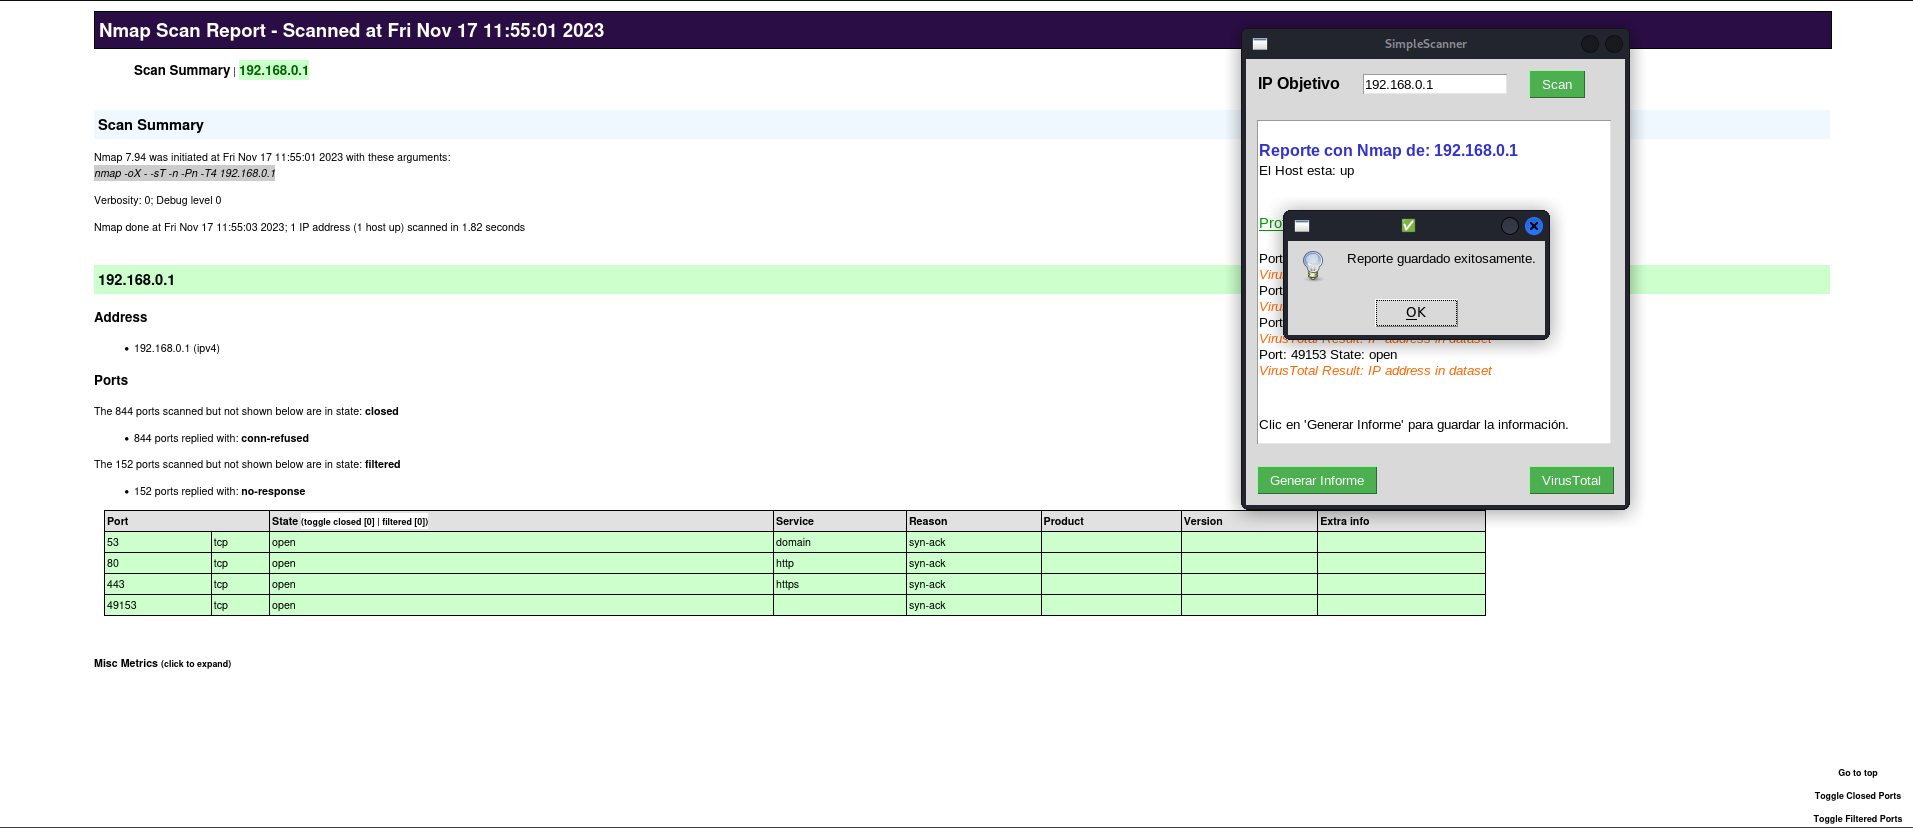 Nmap Scan Report - Scanned at Fri Nov 17 11:55:01 2023
Scan Summary | 192.168.0.1
Scan Summary
Nmap 7.94 was initiated at Fri Nov 17 11:55:01 2023 with these arguments:
nmap -oX - -sT -n -Pn -T4 192.168.0.1
Verbosity: 0; Debug level 0
Nmap done at Fri Nov 17 11:55:03 2023; 1 IP address (1 host up) scanned in 1.82 seconds
192.168.0.1
Address
192.168.0.1 (ipv4)
Ports
The 844 ports scanned but not shown below are in state: closed
844 ports replied with: conn-refused
The 152 ports scanned but not shown below are in state: filtered
152 ports replied with: no-response
Port State (toggle closed [0] | filtered [0]) Service Reason Product Version Extra info
53 tcp open domain syn-ack
80 tcp open http syn-ack
443 tcp open https syn-ack
49153 tcp open syn-ack
Misc Metrics (click to expand)
Go to top
Toggle Closed Ports
Toggle Filtered Ports
SimpleScanner
IP Objetivo 192.168.0.1 Scan
Reporte con Nmap de: 192.168.0.1
El Host esta: up
Port
Port
Port
VirusTotal Result: IP address in dataset
Port: 49153 State: open
VirusTotal Result: IP address in dataset
Clic en 'Generar Informe' para guardar la información.
Generar Informe VirusTotal
Reporte guardado exitosamente.
OK